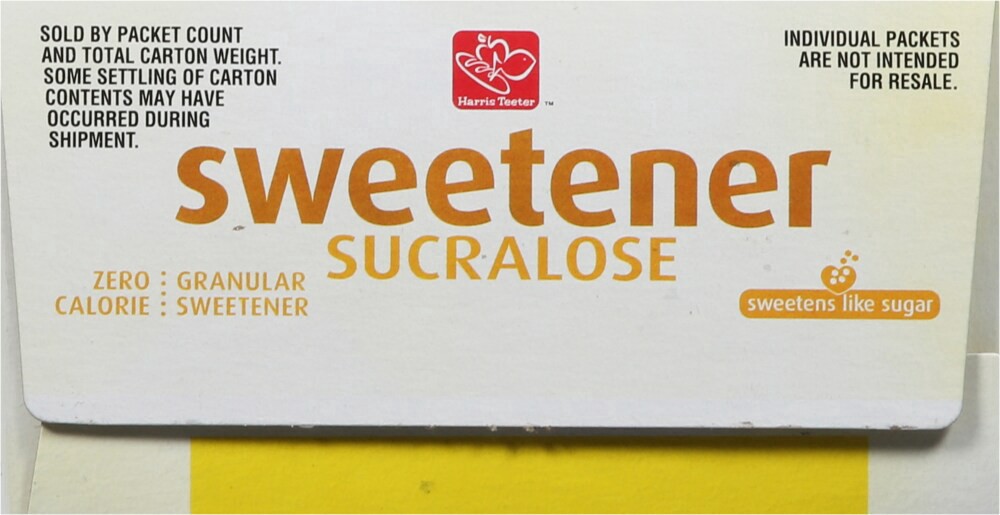 SOLD BY PACKET COUNT
AND TOTAL CARTON WEIGHT.
SOME SETTLING OF CARTON
CONTENTS MAY HAVE
OCCURRED DURING
SHIPMENT.
Harris Teeter ™
INDIVIDUAL PACKETS
ARE NOT INTENDED
FOR RESALE.
sweetener
SUCRALOSE
ZERO GRANULAR
CALORIE SWEETENER
sweetens like sugar